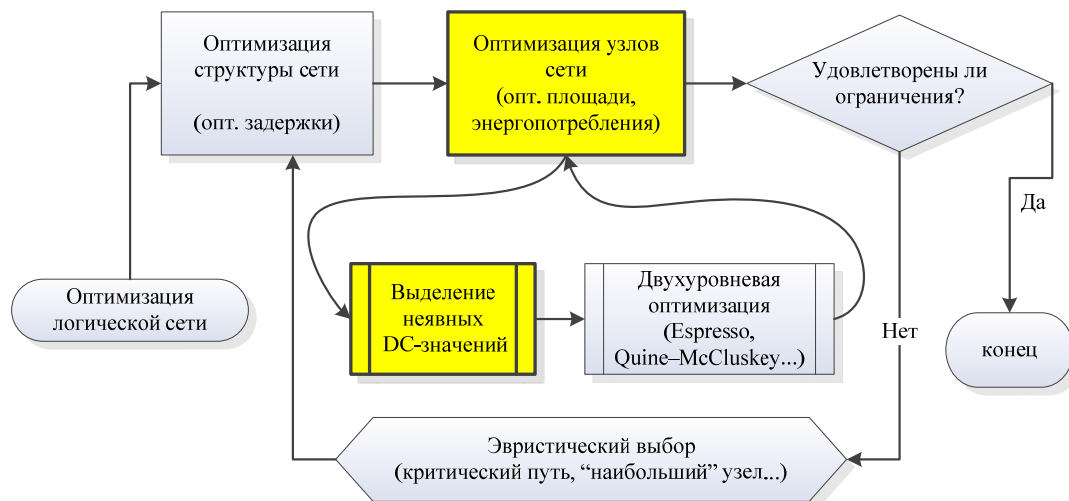 Оптимизация
структуры сети
(опт. задержки)
Оптимизация узлов
сети
(опт. площади,
энергопотребления)
Удовлетворены ли
ограничения?
Да
Оптимизация
логической сети
Выделение
неявных
DC-значений
Двухуровневая
оптимизация
(Espresso,
Quine–McCluskey...)
Нет
конец
Эвристический выбор
(критический путь, “наибольший” узел...)